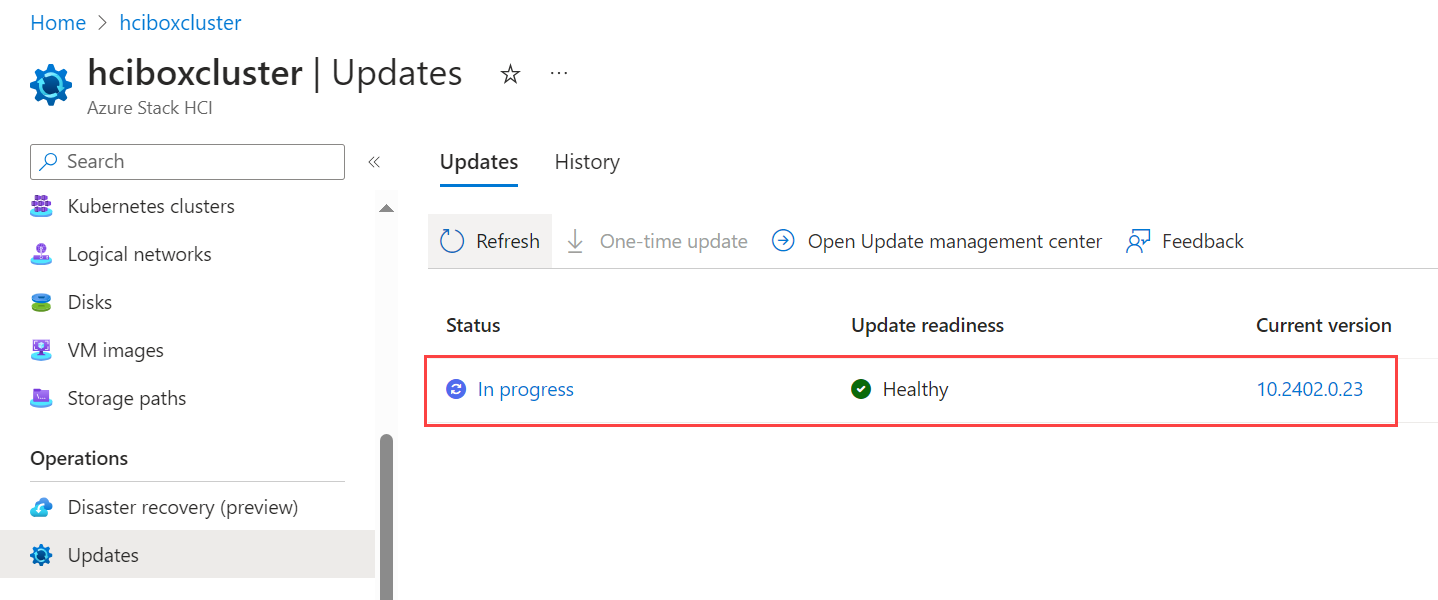 Home > hciboxcluster
hciboxcluster | Updates ...
Azure Stack HCI
Search
«
Kubernetes clusters
Logical networks
Disks
VM images
Storage paths
Operations
Disaster recovery (preview)
Updates
Updates History
Refresh One-time update Open Update management center Feedback
Status Update readiness Current version
In progress Healthy 10.2402.0.23